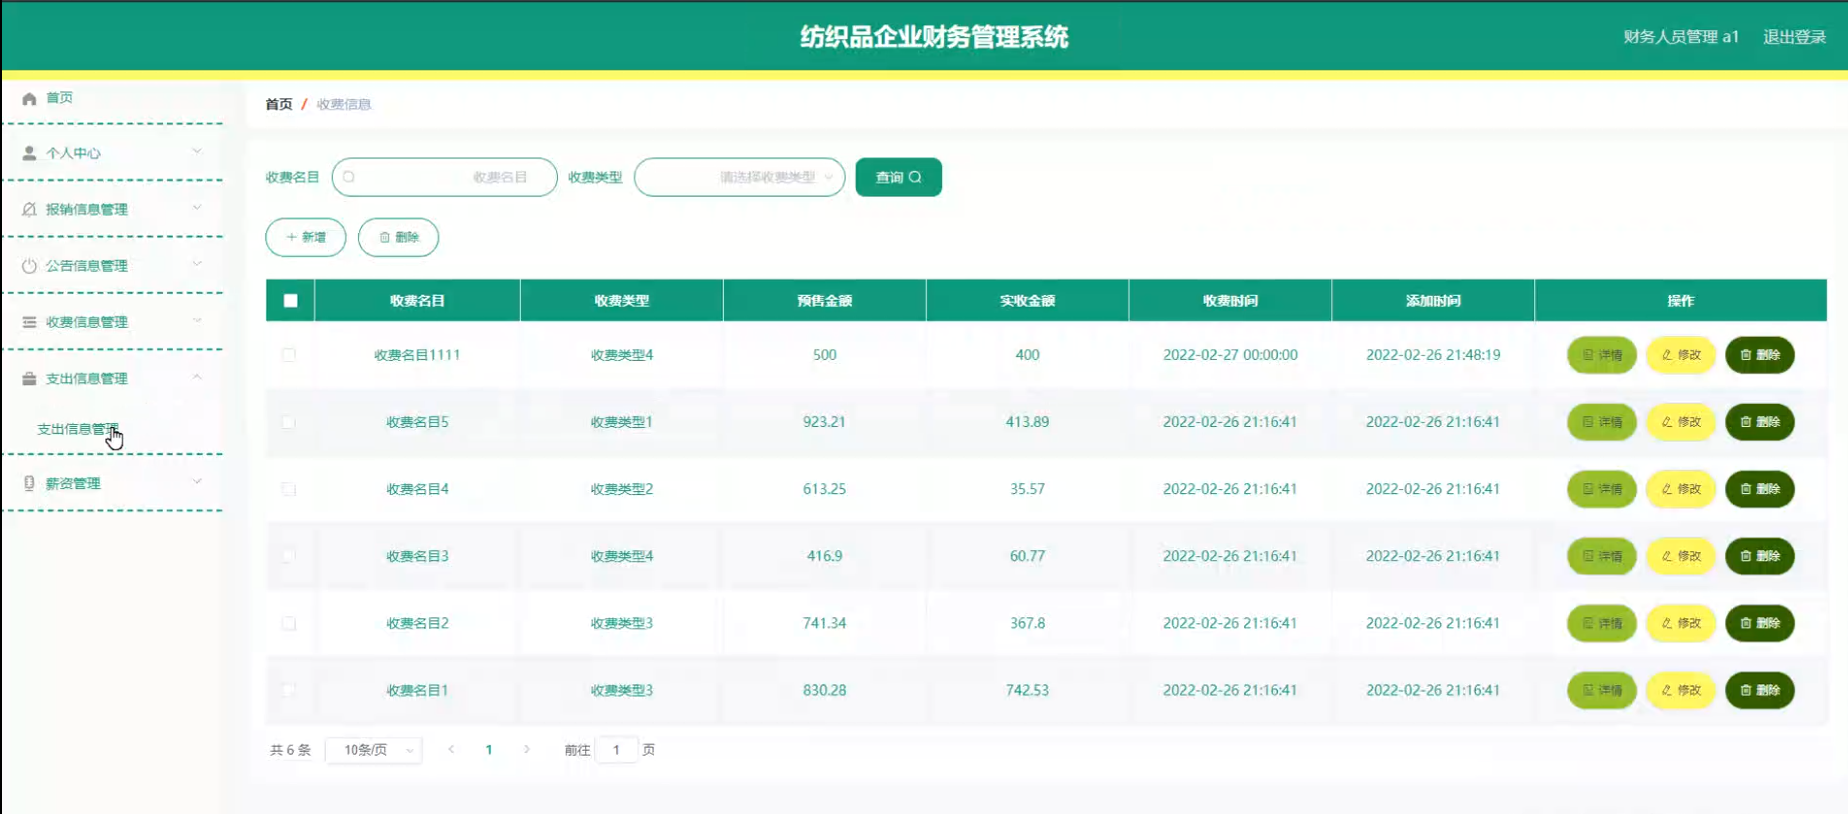 纺织品企业财务管理系统
财务人员管理 a1 退出登录
首页
个人中心
报销信息管理
公告信息管理
收费信息管理
支出信息管理
支出信息管理
薪资管理
首页 / 收费信息
收费名目 收费名目 收费类型 请选择收费类型 查询
新增 删除
收费名目 收费类型 预售金额 实收金额 收费时间 添加时间 操作
收费名目1111 收费类型4 500 400 2022-02-27 00:00:00 2022-02-26 21:48:19 详情 修改 删除
收费名目5 收费类型1 923.21 413.89 2022-02-26 21:16:41 2022-02-26 21:16:41 详情 修改 删除
收费名目4 收费类型2 613.25 35.57 2022-02-26 21:16:41 2022-02-26 21:16:41 详情 修改 删除
收费名目3 收费类型4 416.9 60.77 2022-02-26 21:16:41 2022-02-26 21:16:41 详情 修改 删除
收费名目2 收费类型3 741.34 367.8 2022-02-26 21:16:41 2022-02-26 21:16:41 详情 修改 删除
收费名目1 收费类型3 830.28 742.53 2022-02-26 21:16:41 2022-02-26 21:16:41 详情 修改 删除
共 6 条 10条/页 < 1 > 前往 1 页